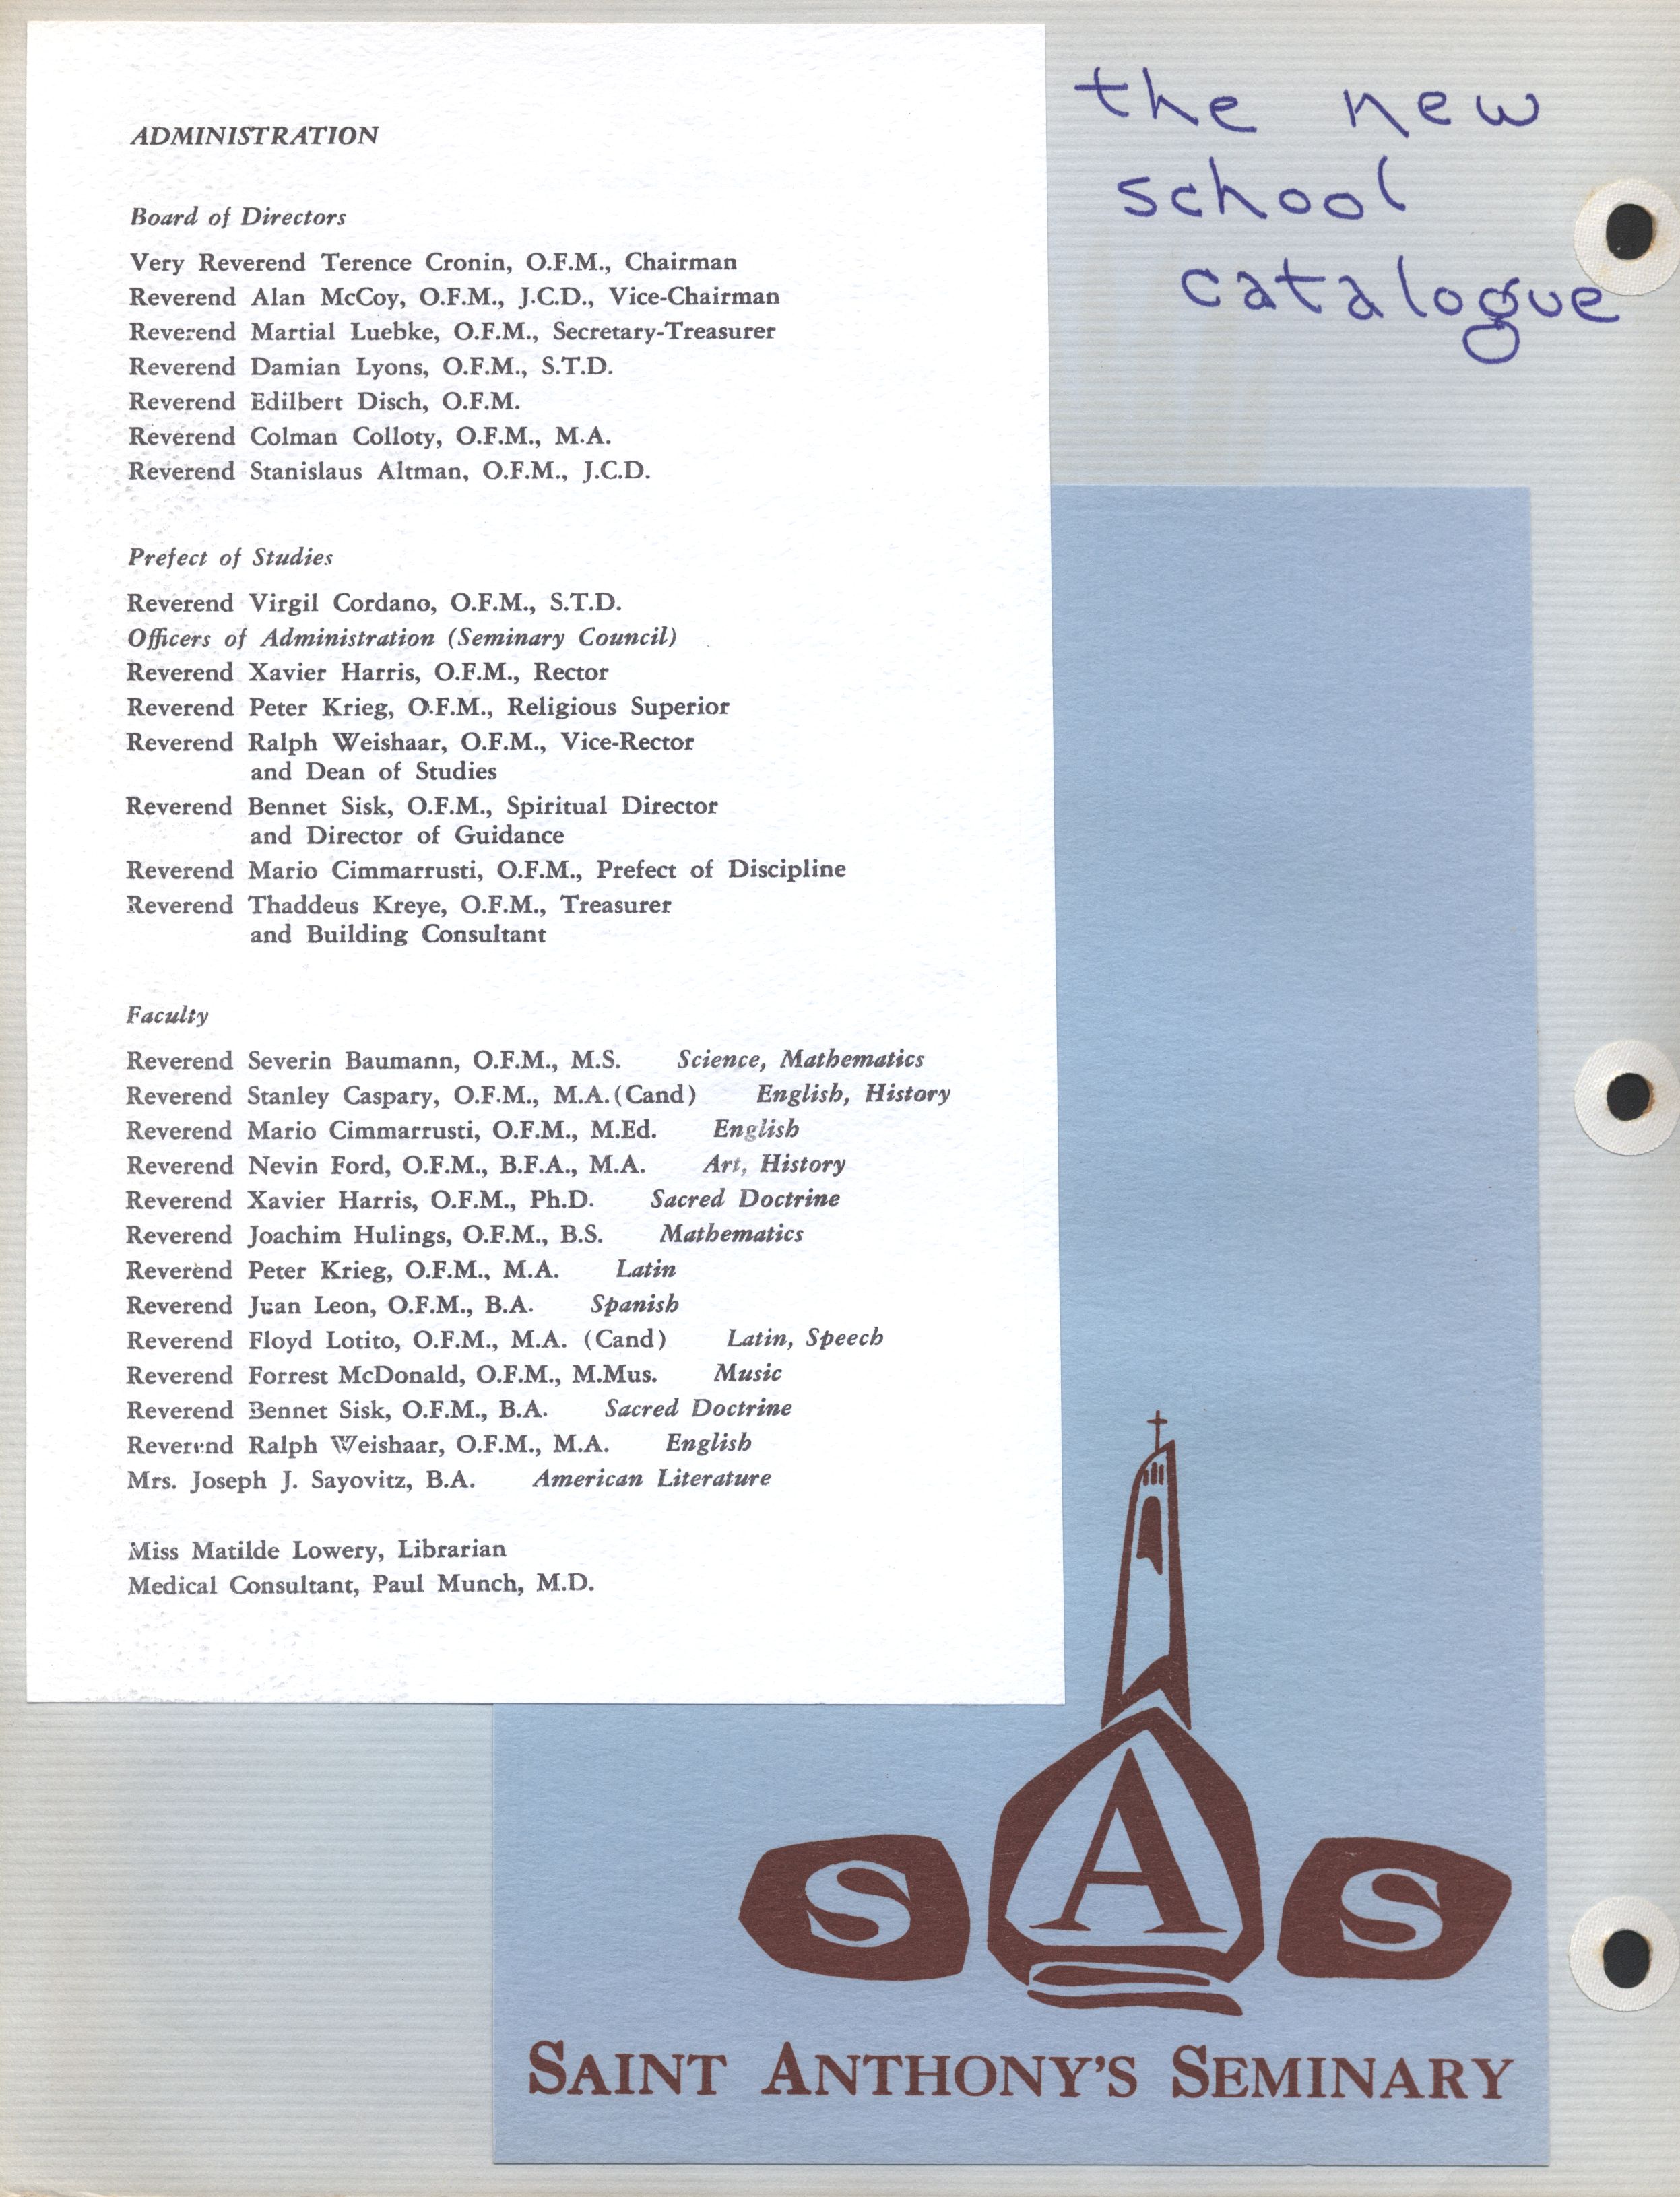 the new
school
catalogue
ADMINISTRATION
Board of Directors
Very Reverend Terence Cronin, O.F.M., Chairman
Reverend Alan McCoy, O.F.M., J.C.D., Vice-Chairman
Reverend Martial Luebke, O.F.M., Secretary-Treasurer
Reverend Damian Lyons, O.F.M., S.T.D.
Reverend Edilbert Disch, O.F.M.
Reverend Colman Colloty, O.F.M., M.A.
Reverend Stanislaus Altman, O.F.M., J.C.D.
Prefect of Studies
Reverend Virgil Cordano, O.F.M., S.T.D.
Officers of Administration (Seminary Council)
Reverend Xavier Harris, O.F.M., Rector
Reverend Peter Krieg, O.F.M., Religious Superior
Reverend Ralph Weishaar, O.F.M., Vice-Rector
and Dean of Studies
Reverend Bennet Sisk, O.F.M., Spiritual Director
and Director of Guidance
Reverend Mario Cimmarrusti, O.F.M., Prefect of Discipline
Reverend Thaddeus Kreye, O.F.M., Treasurer
and Building Consultant
Faculty
Reverend Severin Baumann, O.F.M., M.S. Science, Mathematics
Reverend Stanley Caspary, O.F.M., M.A.(Cand) English, History
Reverend Mario Cimmarrusti, O.F.M., M.Ed. English
Reverend Nevin Ford, O.F.M., B.F.A., M.A. Art, History
Reverend Xavier Harris, O.F.M., Ph.D. Sacred Doctrine
Reverend Joachim Hulings, O.F.M., B.S. Mathematics
Reverend Peter Krieg, O.F.M., M.A. Latin
Reverend Juan Leon, O.F.M., B.A. Spanish
Reverend Floyd Lotito, O.F.M., M.A. (Cand) Latin, Speech
Reverend Forrest McDonald, O.F.M., M.Mus. Music
Reverend Bennet Sisk, O.F.M., B.A. Sacred Doctrine
Reverend Ralph Weishaar, O.F.M., M.A. English
Mrs. Joseph J. Sayovitz, B.A. American Literature
Miss Matilde Lowery, Librarian
Medical Consultant, Paul Munch, M.D.
SAS
SAINT ANTHONY'S SEMINARY